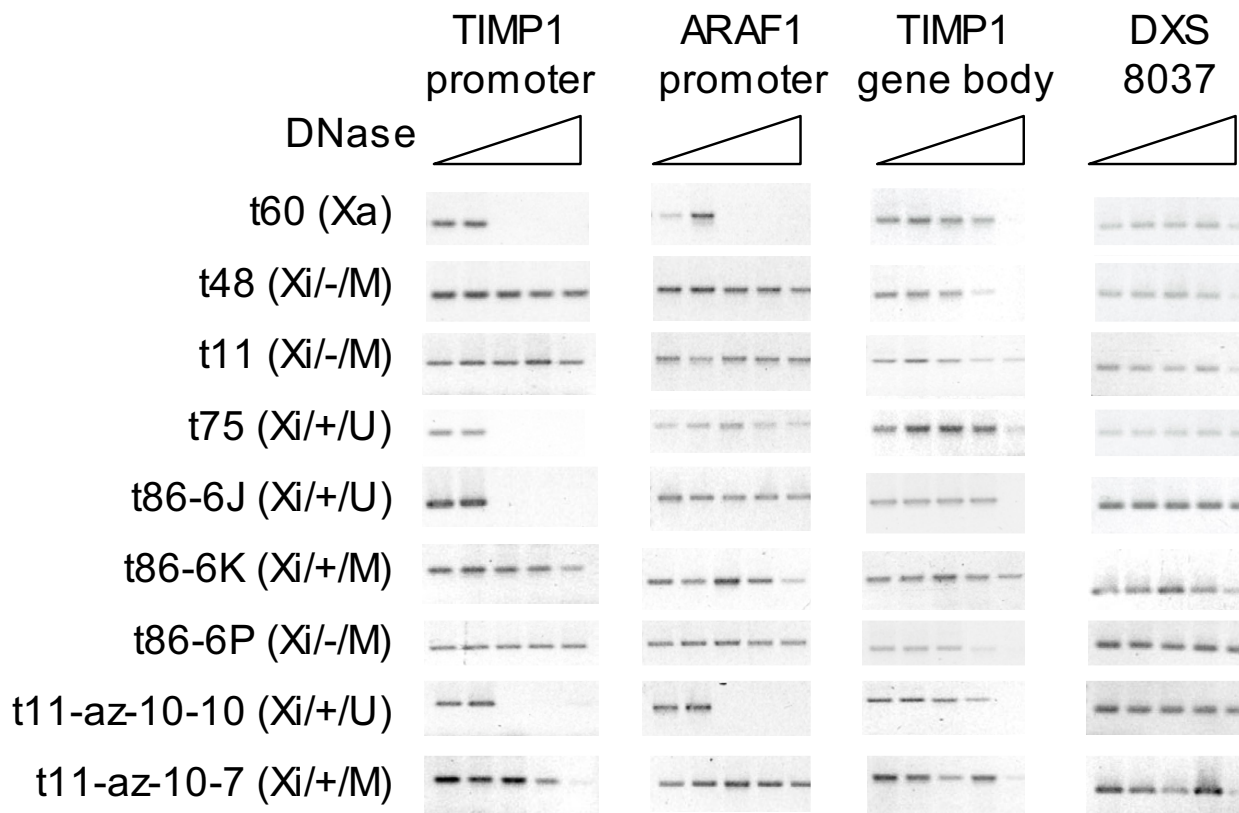 TIMP1 promoter
ARAF1 promoter
TIMP1 gene body
DXS 8037
DNase
t60 (Xa)
t48 (Xi/-/M)
t11 (Xi/-/M)
t75 (Xi/+/U)
t86-6J (Xi/+/U)
t86-6K (Xi/+/M)
t86-6P (Xi/-/M)
t11-az-10-10 (Xi/+/U)
t11-az-10-7 (Xi/+/M)